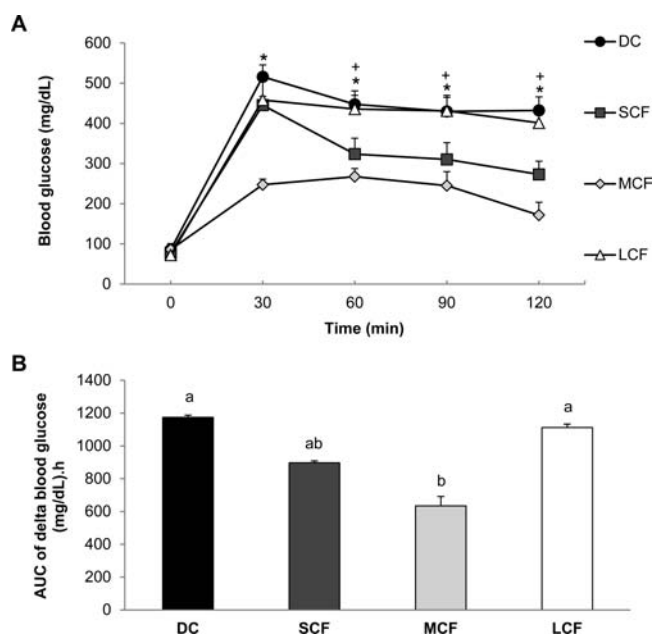 A
600
500
400
300
200
100
0
Blood glucose (mg/dL)
*
+
*
+
*
+
*
0 30 60 90 120
Time (min)
DC
SCF
MCF
LCF
B
1400
1200
1000
800
600
400
200
0
AUC of delta blood glucose
(mg/dL).h
a
ab
b
a
DC SCF MCF LCF